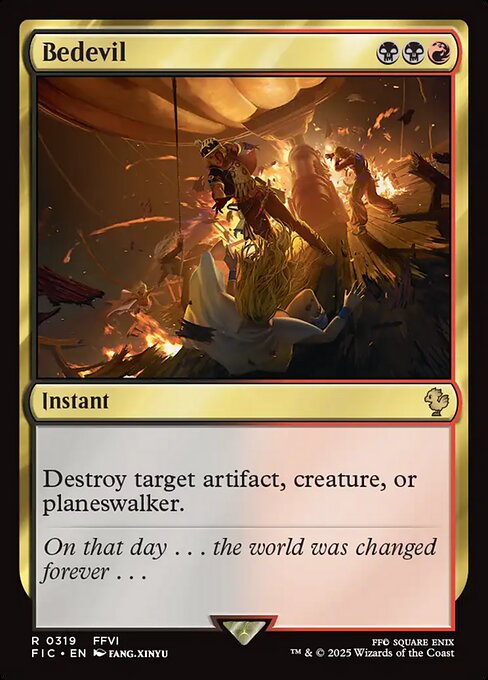 Bedevil
Instant
Destroy target artifact, creature, or
planeswalker.
On that day . . . the world was changed
forever . . .
R 0319 FFVI
FIC • EN FANG.XINYU
FF© SQUARE ENIX
™ & © 2025 Wizards of the Coast